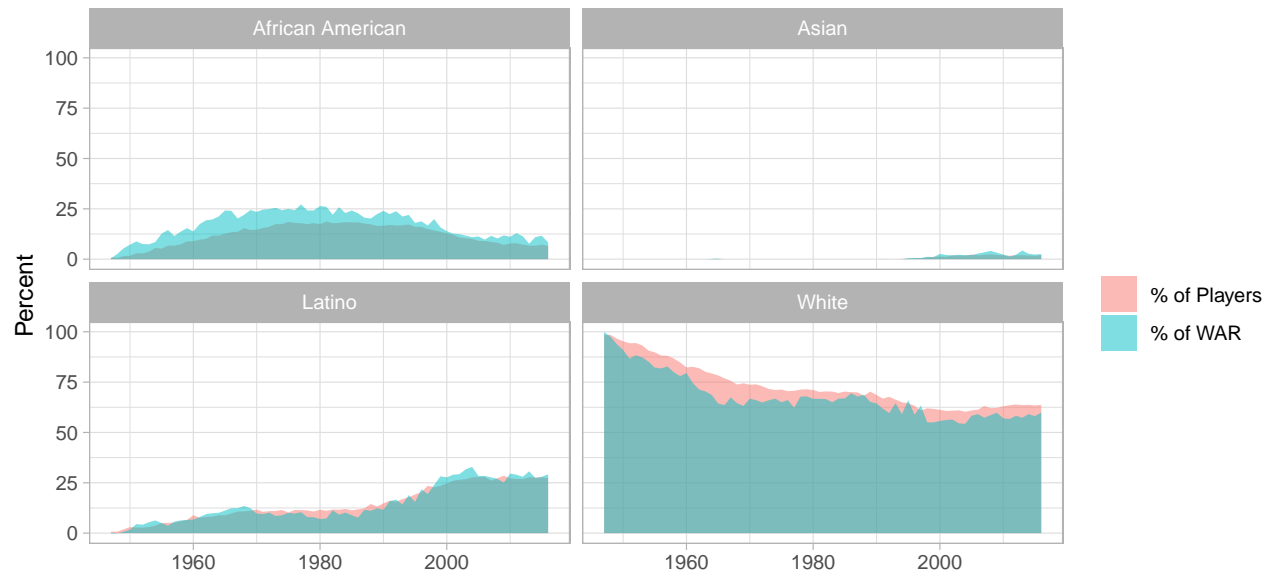 African American
Asian
100
75
50
25
0
Percent
Latino
White
100
75
50
25
0
1960 1980 2000
1960 1980 2000
% of Players
% of WAR